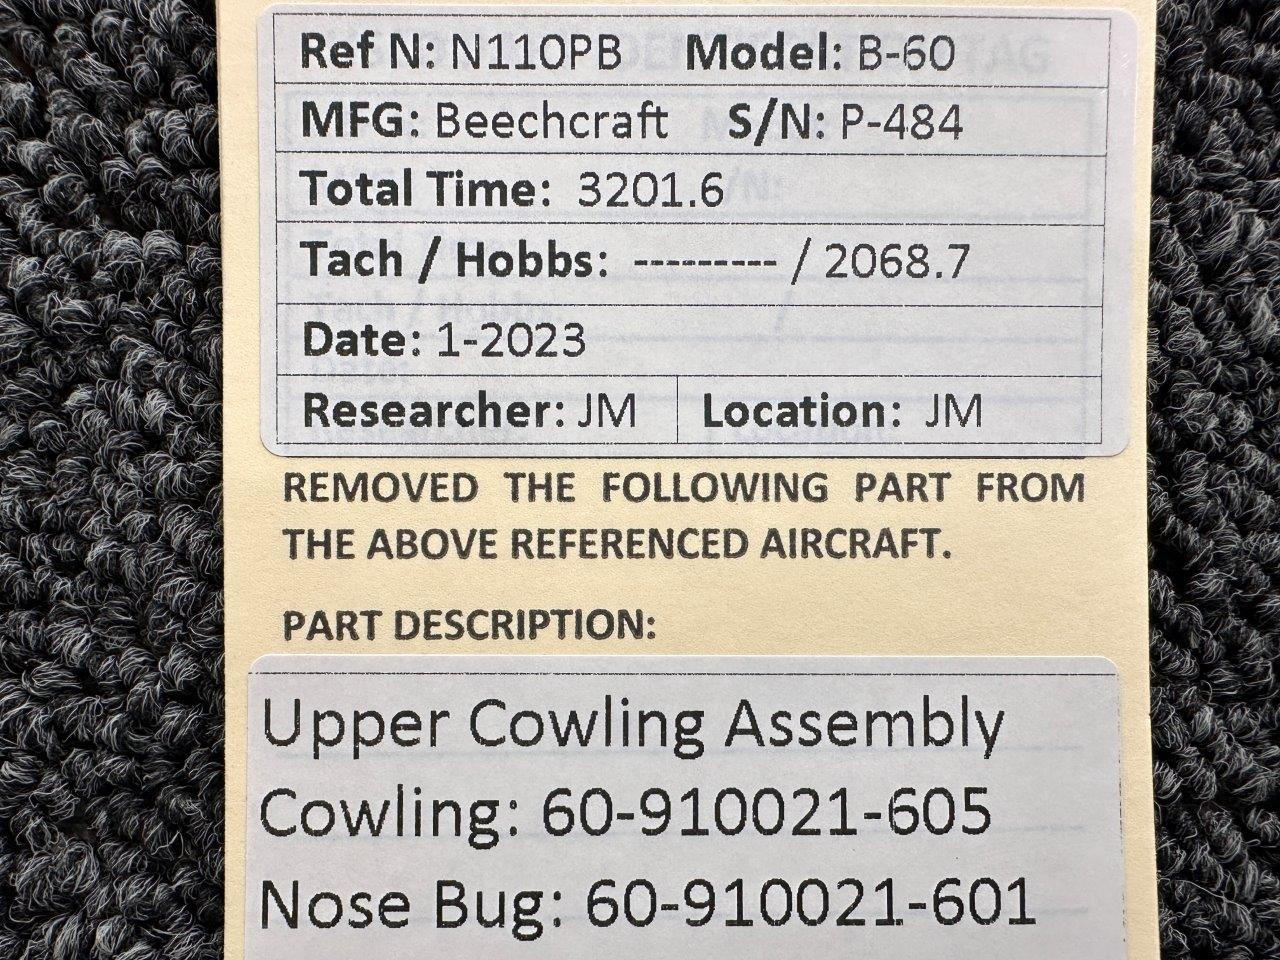 Ref N: N110PB Model: B-60
MFG: Beechcraft S/N: P-484
Total Time: 3201.6
Tach / Hobbs: --------- / 2068.7
Date: 1-2023
Researcher: JM Location: JM
REMOVED THE FOLLOWING PART FROM
THE ABOVE REFERENCED AIRCRAFT.
PART DESCRIPTION:
Upper Cowling Assembly
Cowling: 60-910021-605
Nose Bug: 60-910021-601